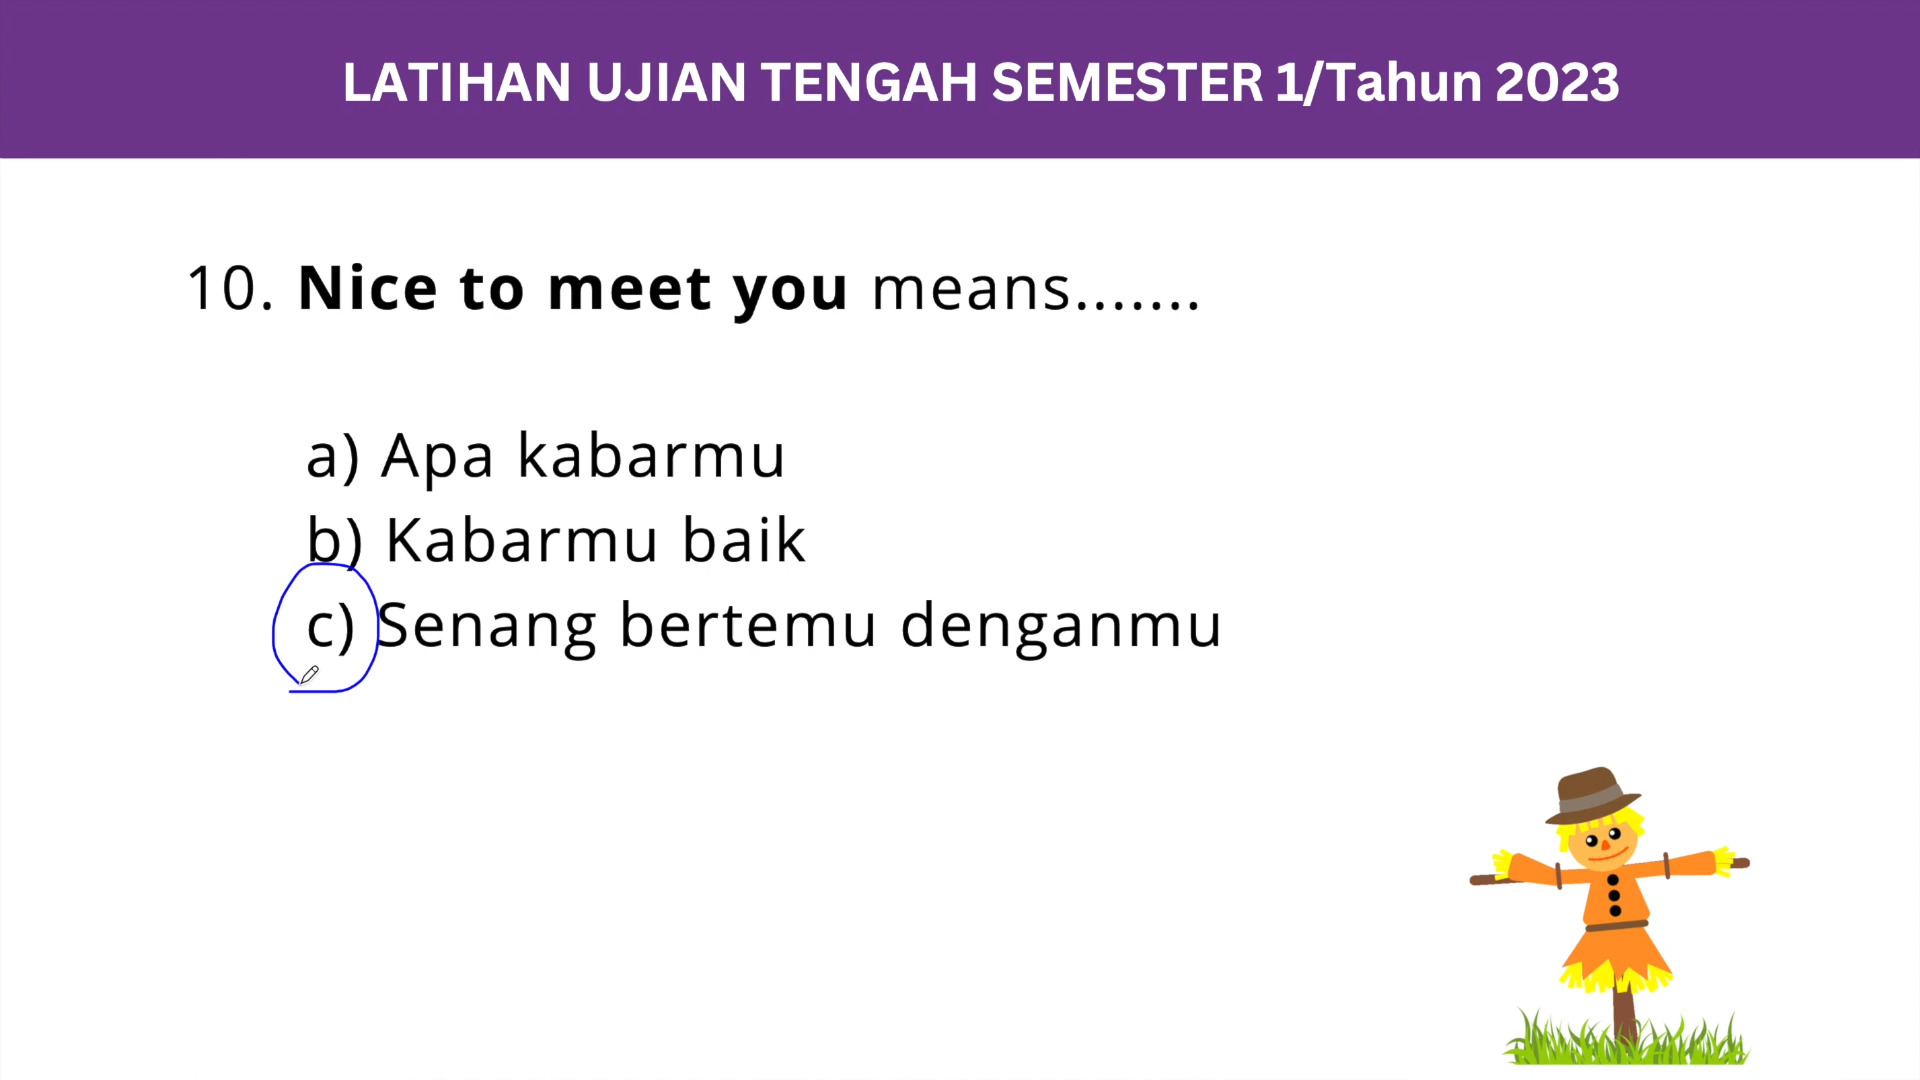 LATIHAN UJIAN TENGAH SEMESTER 1/Tahun 2023
10. Nice to meet you means.......
a) Apa kabarmu
b) Kabarmu baik
c) Senang bertemu denganmu